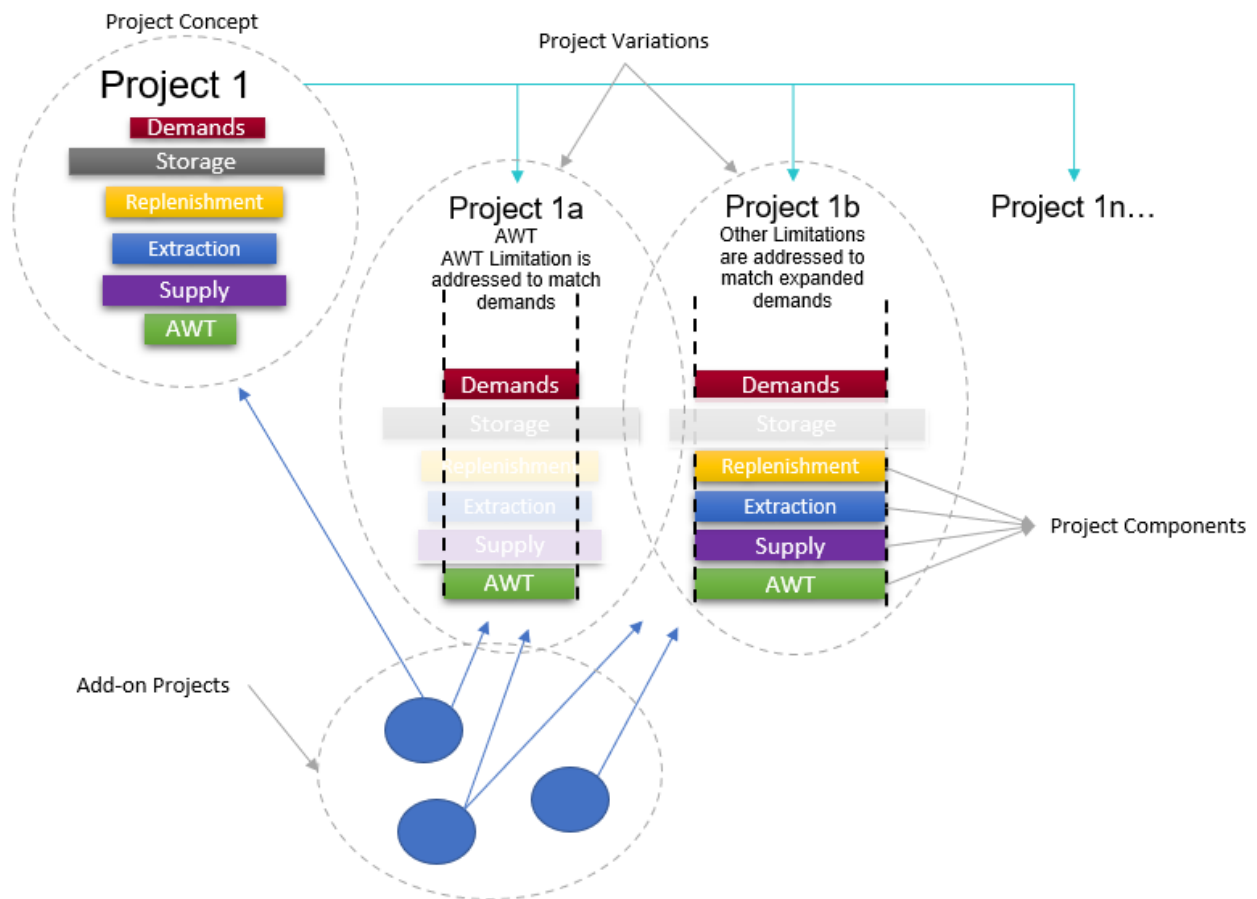 Project Concept
Project Variations
Project 1
Demands
Storage
Replenishment
Extraction
Supply
AWT
Project 1a
AWT
AWT Limitation is
addressed to match
demands
Demands
Storage
Replenishment
Extraction
Supply
AWT
Project 1b
Other Limitations
are addressed to
match expanded
demands
Demands
Storage
Replenishment
Extraction
Supply
AWT
Project 1n...
Project Components
Add-on Projects